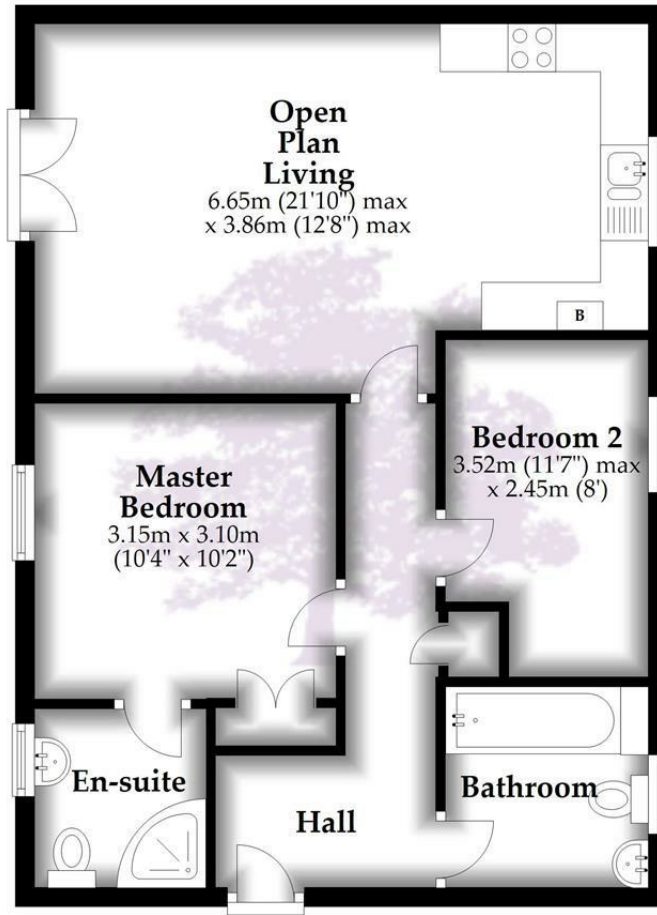 Open
Plan
Living
6.65m (21'10") max
x 3.86m (12'8") max
B
Bedroom 2
3.52m (11'7") max
x 2.45m (8')
Master
Bedroom
3.15m x 3.10m
(10'4" x 10'2")
En-suite
Hall
Bathroom